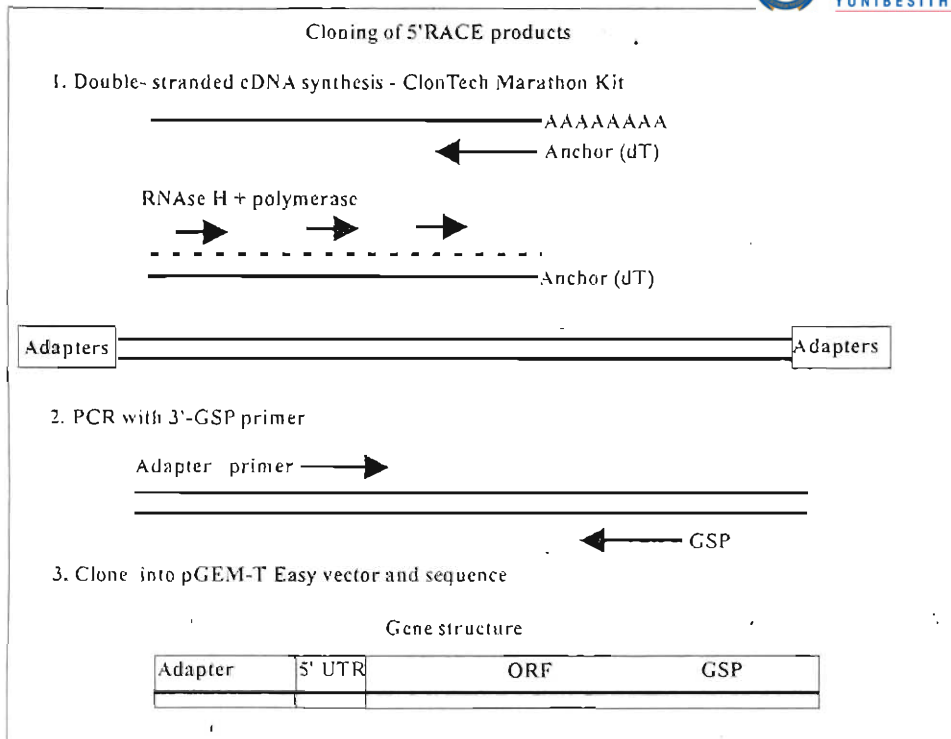 Cloning of 5'RACE products
1. Double- stranded cDNA synthesis - ClonTech Marathon Kit
AAAAAAAA
Anchor (dT)
RNAse H + polymerase
Anchor (dT)
Adapters
Adapters
2. PCR with 3'-GSP primer
Adapter primer
GSP
3. Clone into pGEM-T Easy vector and sequence
Gene structure
Adapter 5' UTR ORF GSP